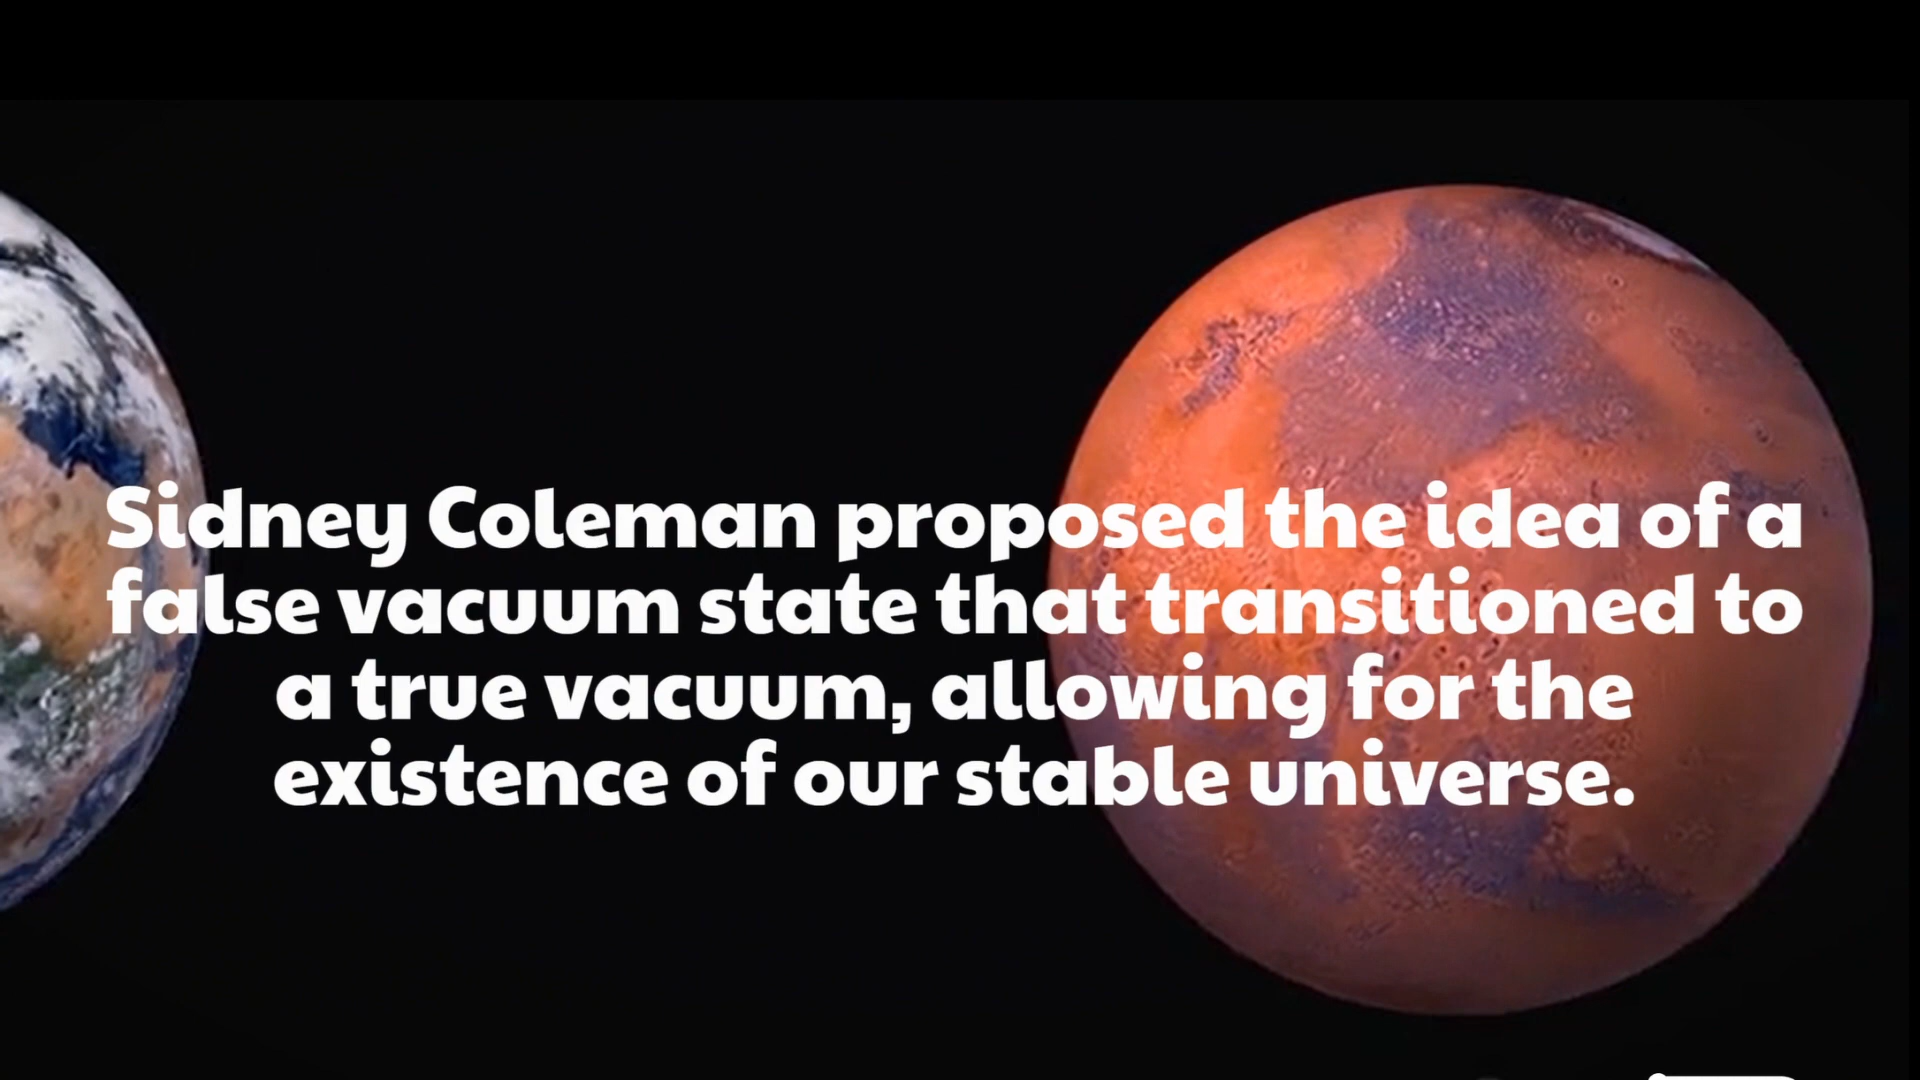 Sidney Coleman proposed the idea of a
false vacuum state that transitioned to
a true vacuum, allowing for the
existence of our stable universe.